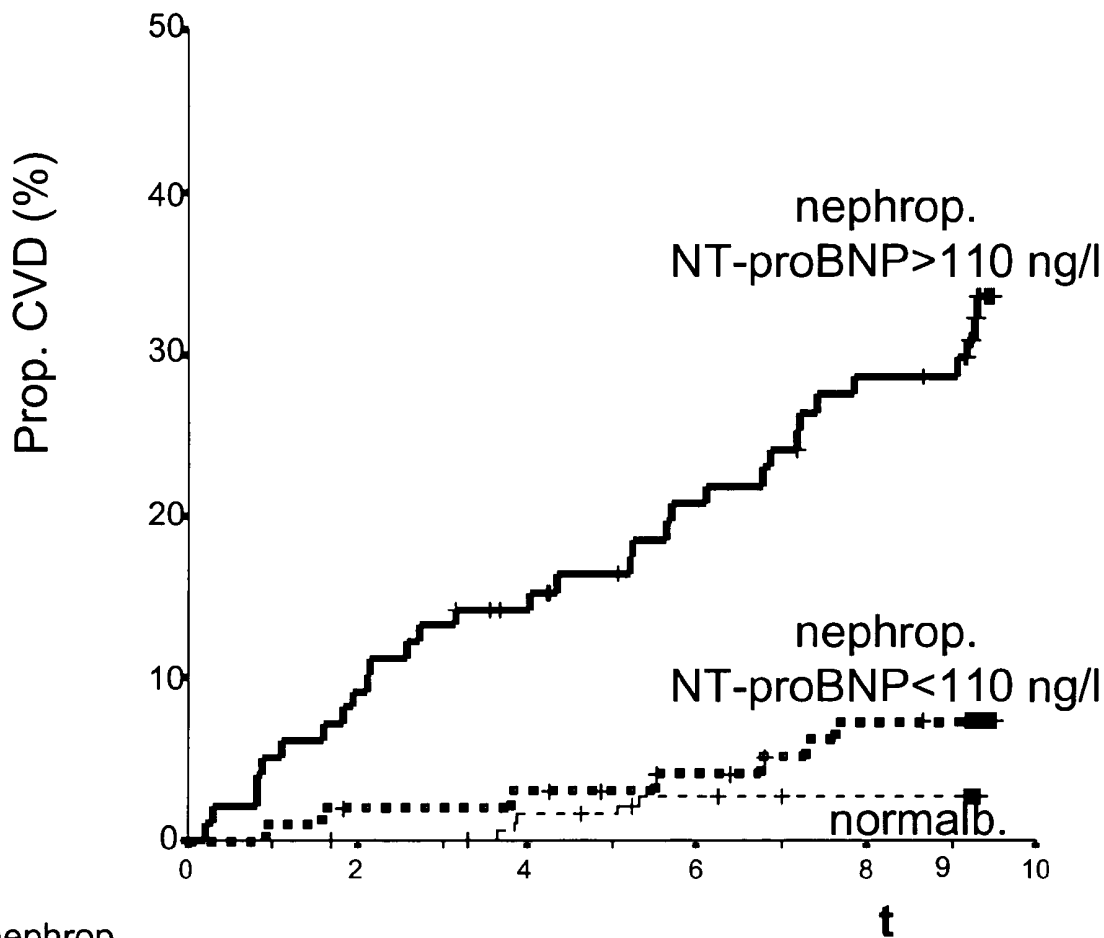 50
Prop. CVD (%)
40
nephrop.
NT-proBNP>110 ng/l
30
20
nephrop.
10
NT-proBNP<110 ng/l
normalb.
0
0 2 4 6 8 9 10
t
nephrop